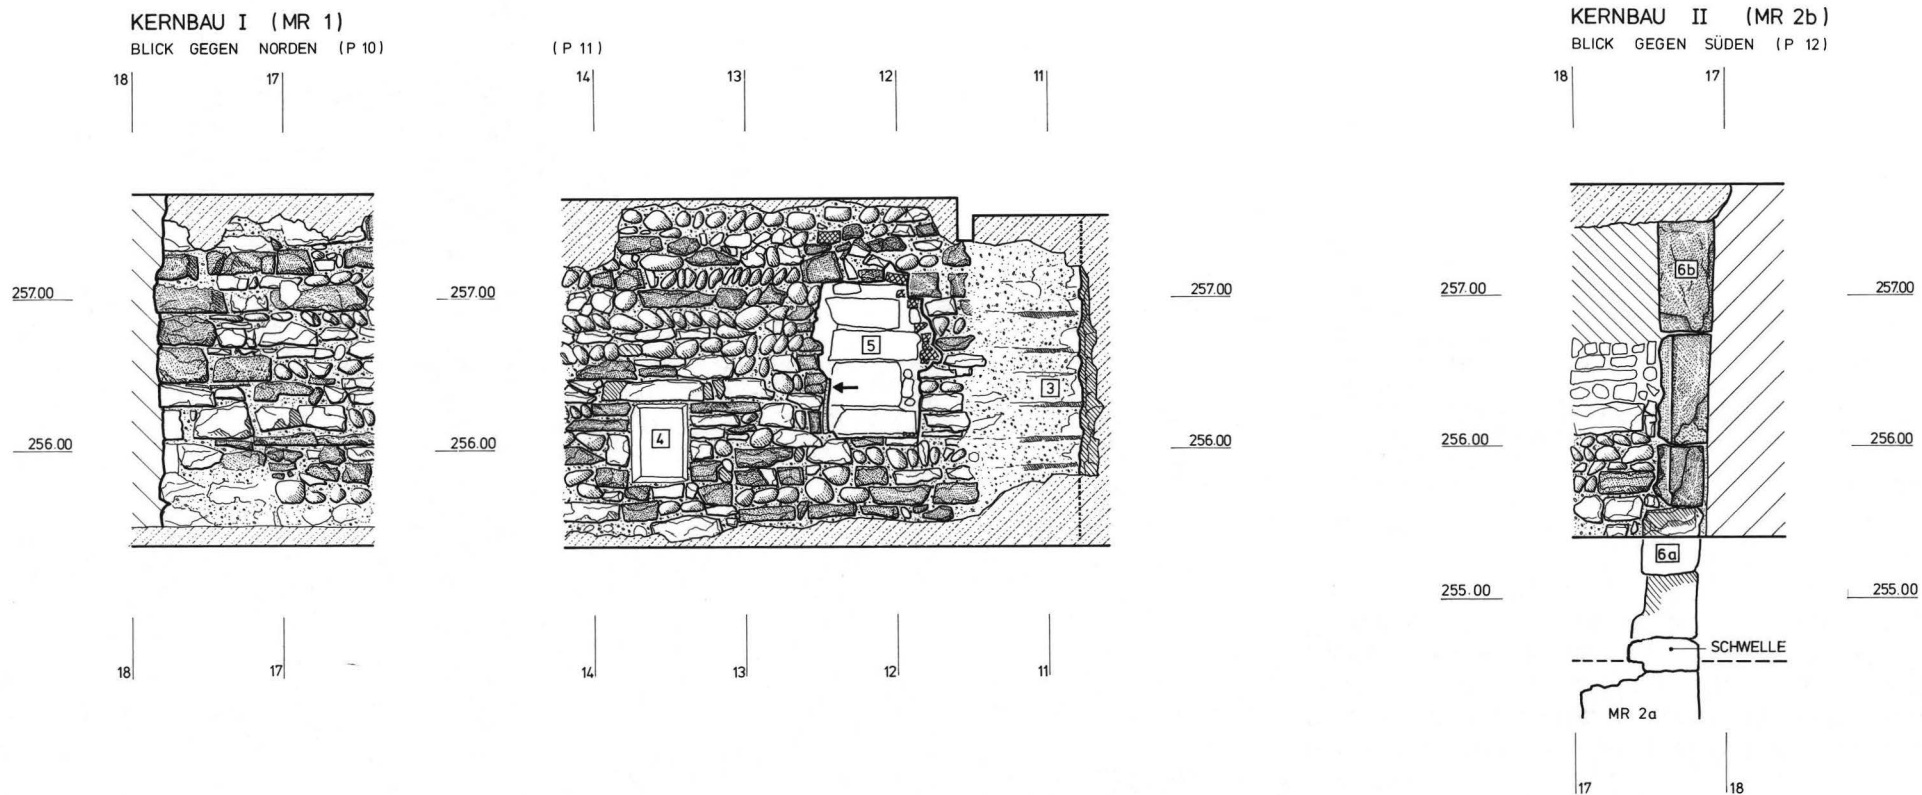 KERNBAU I (MR 1)
BLICK GEGEN NORDEN (P 10)
18 17
(P 11)
14 13 12 11
KERNBAU II (MR 2b)
BLICK GEGEN SÜDEN (P 12)
18 17
257.00
257.00
257.00
257.00
257.00
256.00
256.00
256.00
256.00
256.00
255.00
255.00
4
5
3
6b
6a
SCHWELLE
MR 2a
18 17
14 13 12 11
17 18